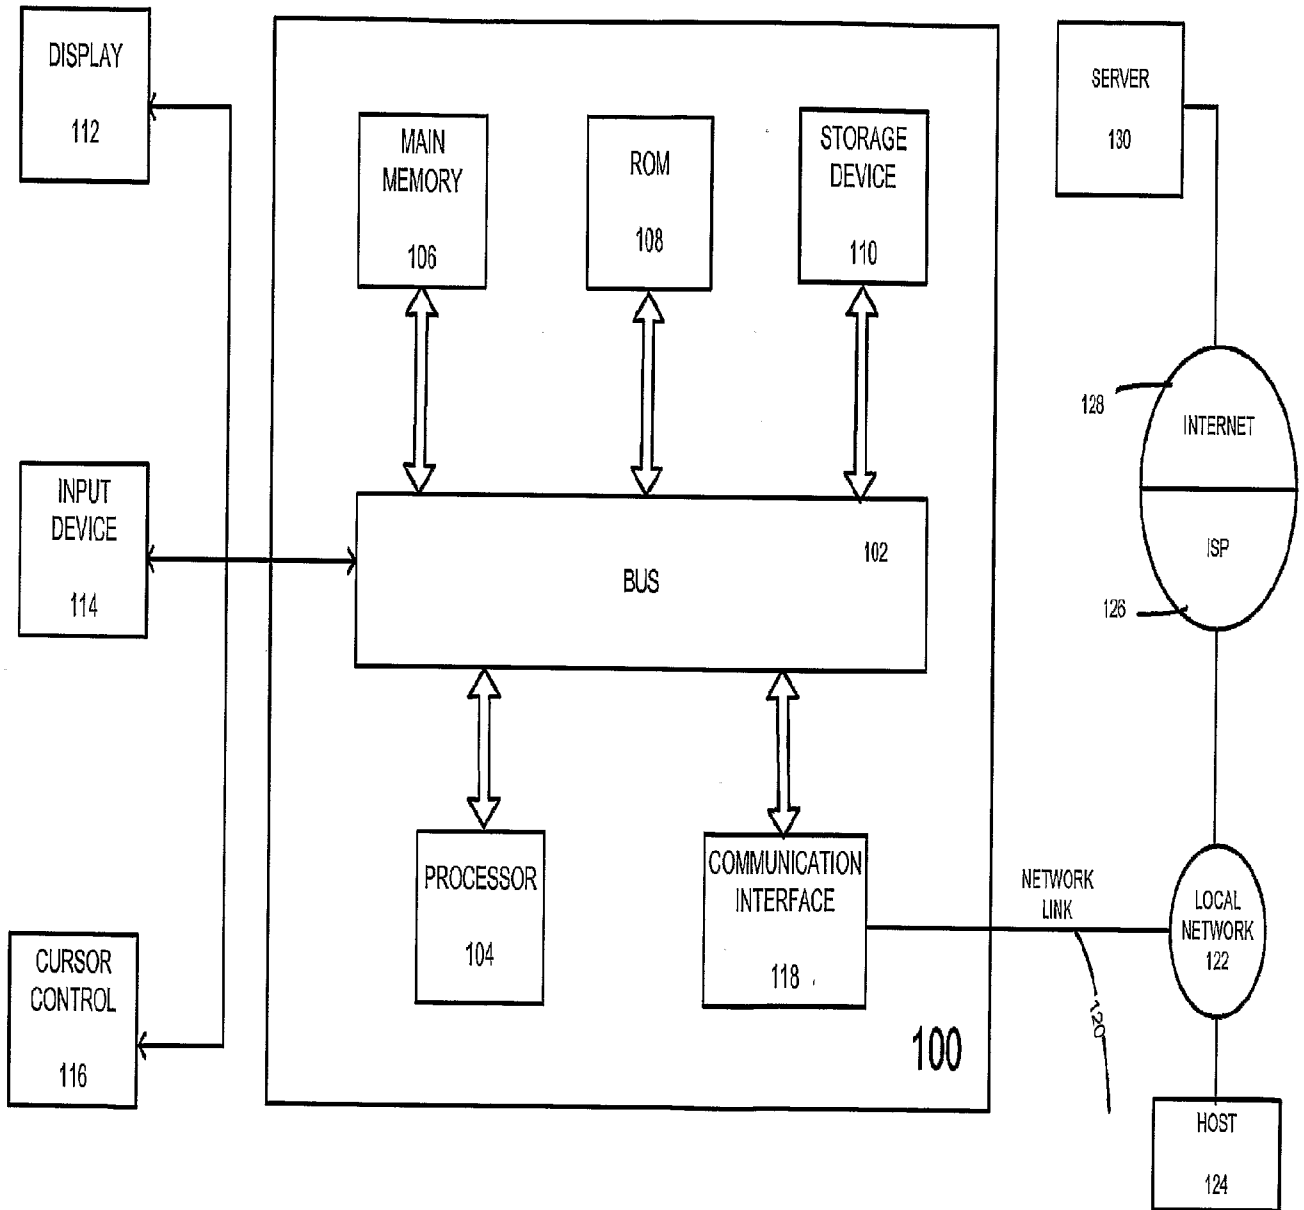 DISPLAY
112
MAIN
MEMORY
106
ROM
108
STORAGE
DEVICE
110
SERVER
130
128
INTERNET
ISP
126
INPUT
DEVICE
114
BUS
102
PROCESSOR
104
COMMUNICATION
INTERFACE
118
NETWORK
LINK
120
LOCAL
NETWORK
122
CURSOR
CONTROL
116
100
HOST
124